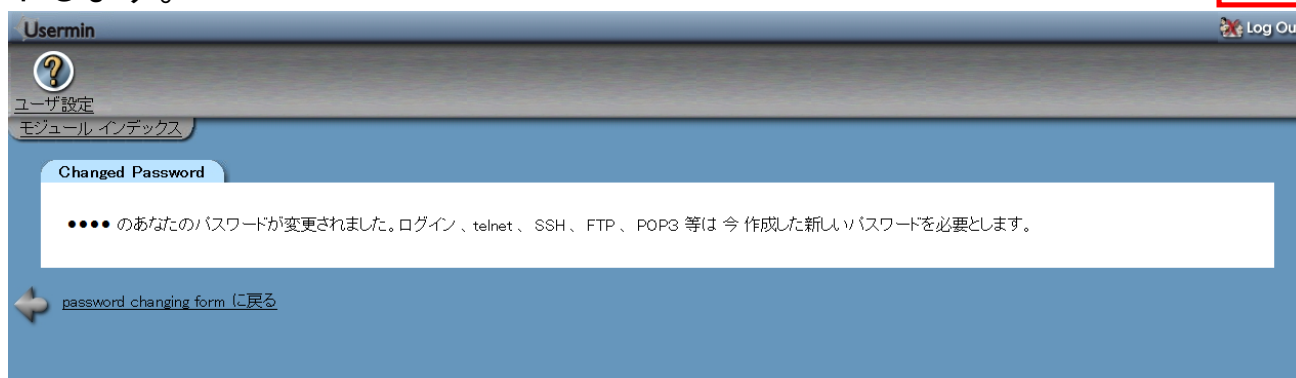 Usermin
Log Ou
ユーザ設定
モジュール インデックス
Changed Password
●●●● のあなたのパスワードが変更されました。ログイン 、telnet 、 SSH 、 FTP 、 POP3 等は 今 作成した新しいパスワードを必要とします。
password changing form に戻る